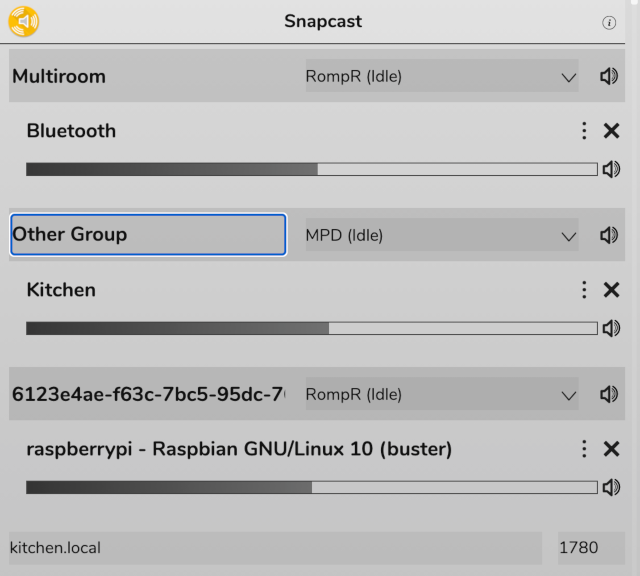 Snapcast
Multiroom RompR (Idle)
Bluetooth
Other Group MPD (Idle)
Kitchen
6123e4ae-f63c-7bc5-95dc-7 RompR (Idle)
raspberrypi - Raspbian GNU/Linux 10 (buster)
kitchen.local 1780